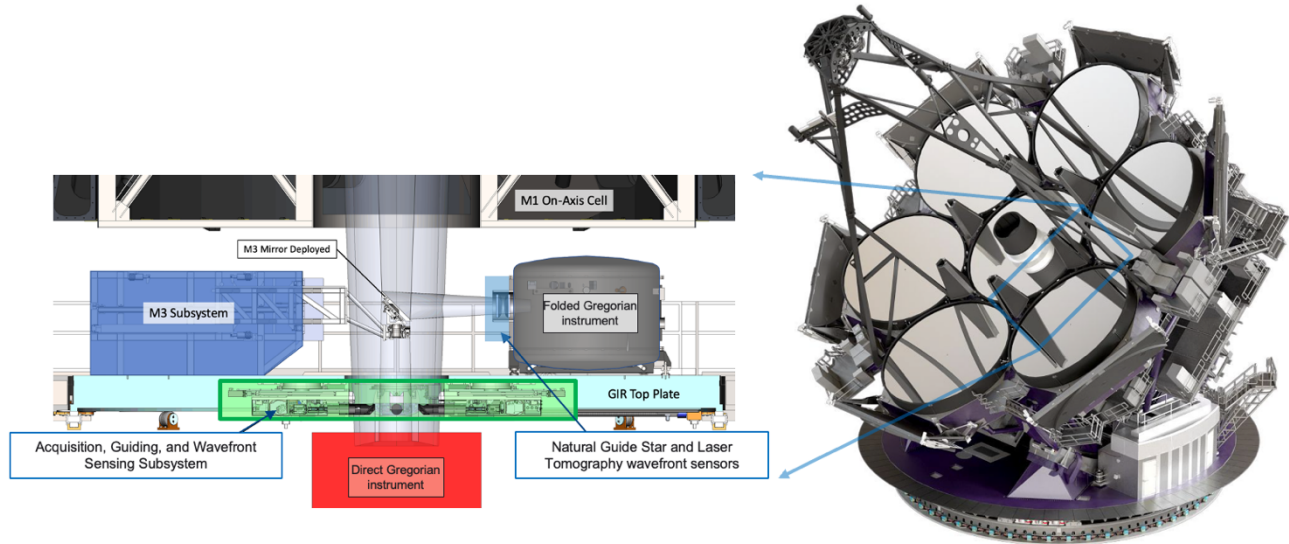 M1 On-Axis Cell
M3 Mirror Deployed
M3 Subsystem
Folded Gregorian
instrument
GIR Top Plate
Acquisition, Guiding, and Wavefront
Sensing Subsystem
Natural Guide Star and Laser
Tomography wavefront sensors
Direct Gregorian
instrument